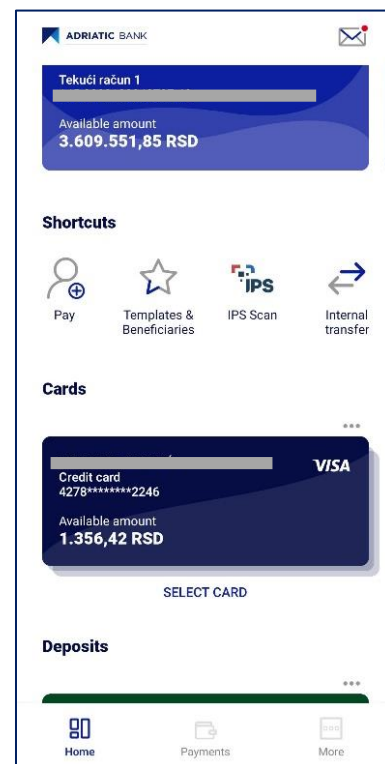 ADRIATIC BANK
Tekući račun 1
Available amount
3.609.551,85 RSD
Shortcuts
Pay
Templates &
Beneficiaries
IPS Scan
Internal
transfer
IPS
Cards
VISA
Credit card
4278********2246
Available amount
1.356,42 RSD
SELECT CARD
Deposits
Home
Payments
More